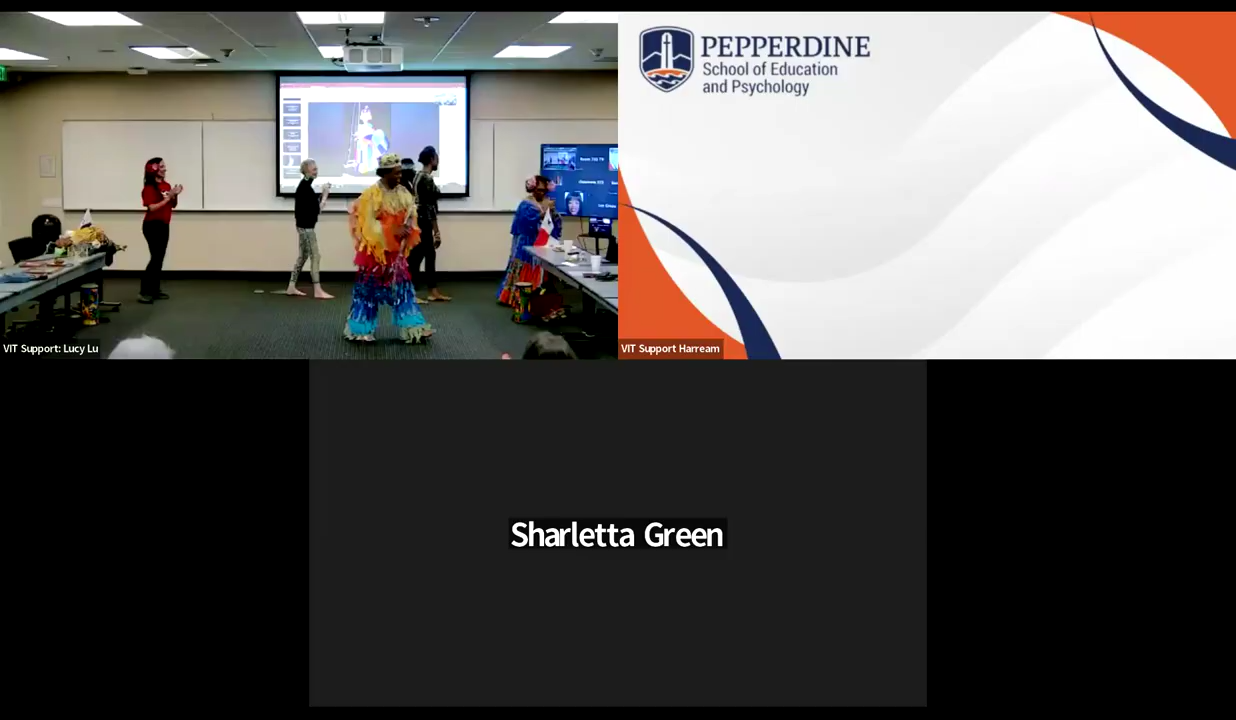 PEPPERDINE
School of Education
and Psychology
VIT Support: Lucy Lu
VIT Support Harream
Sharletta Green